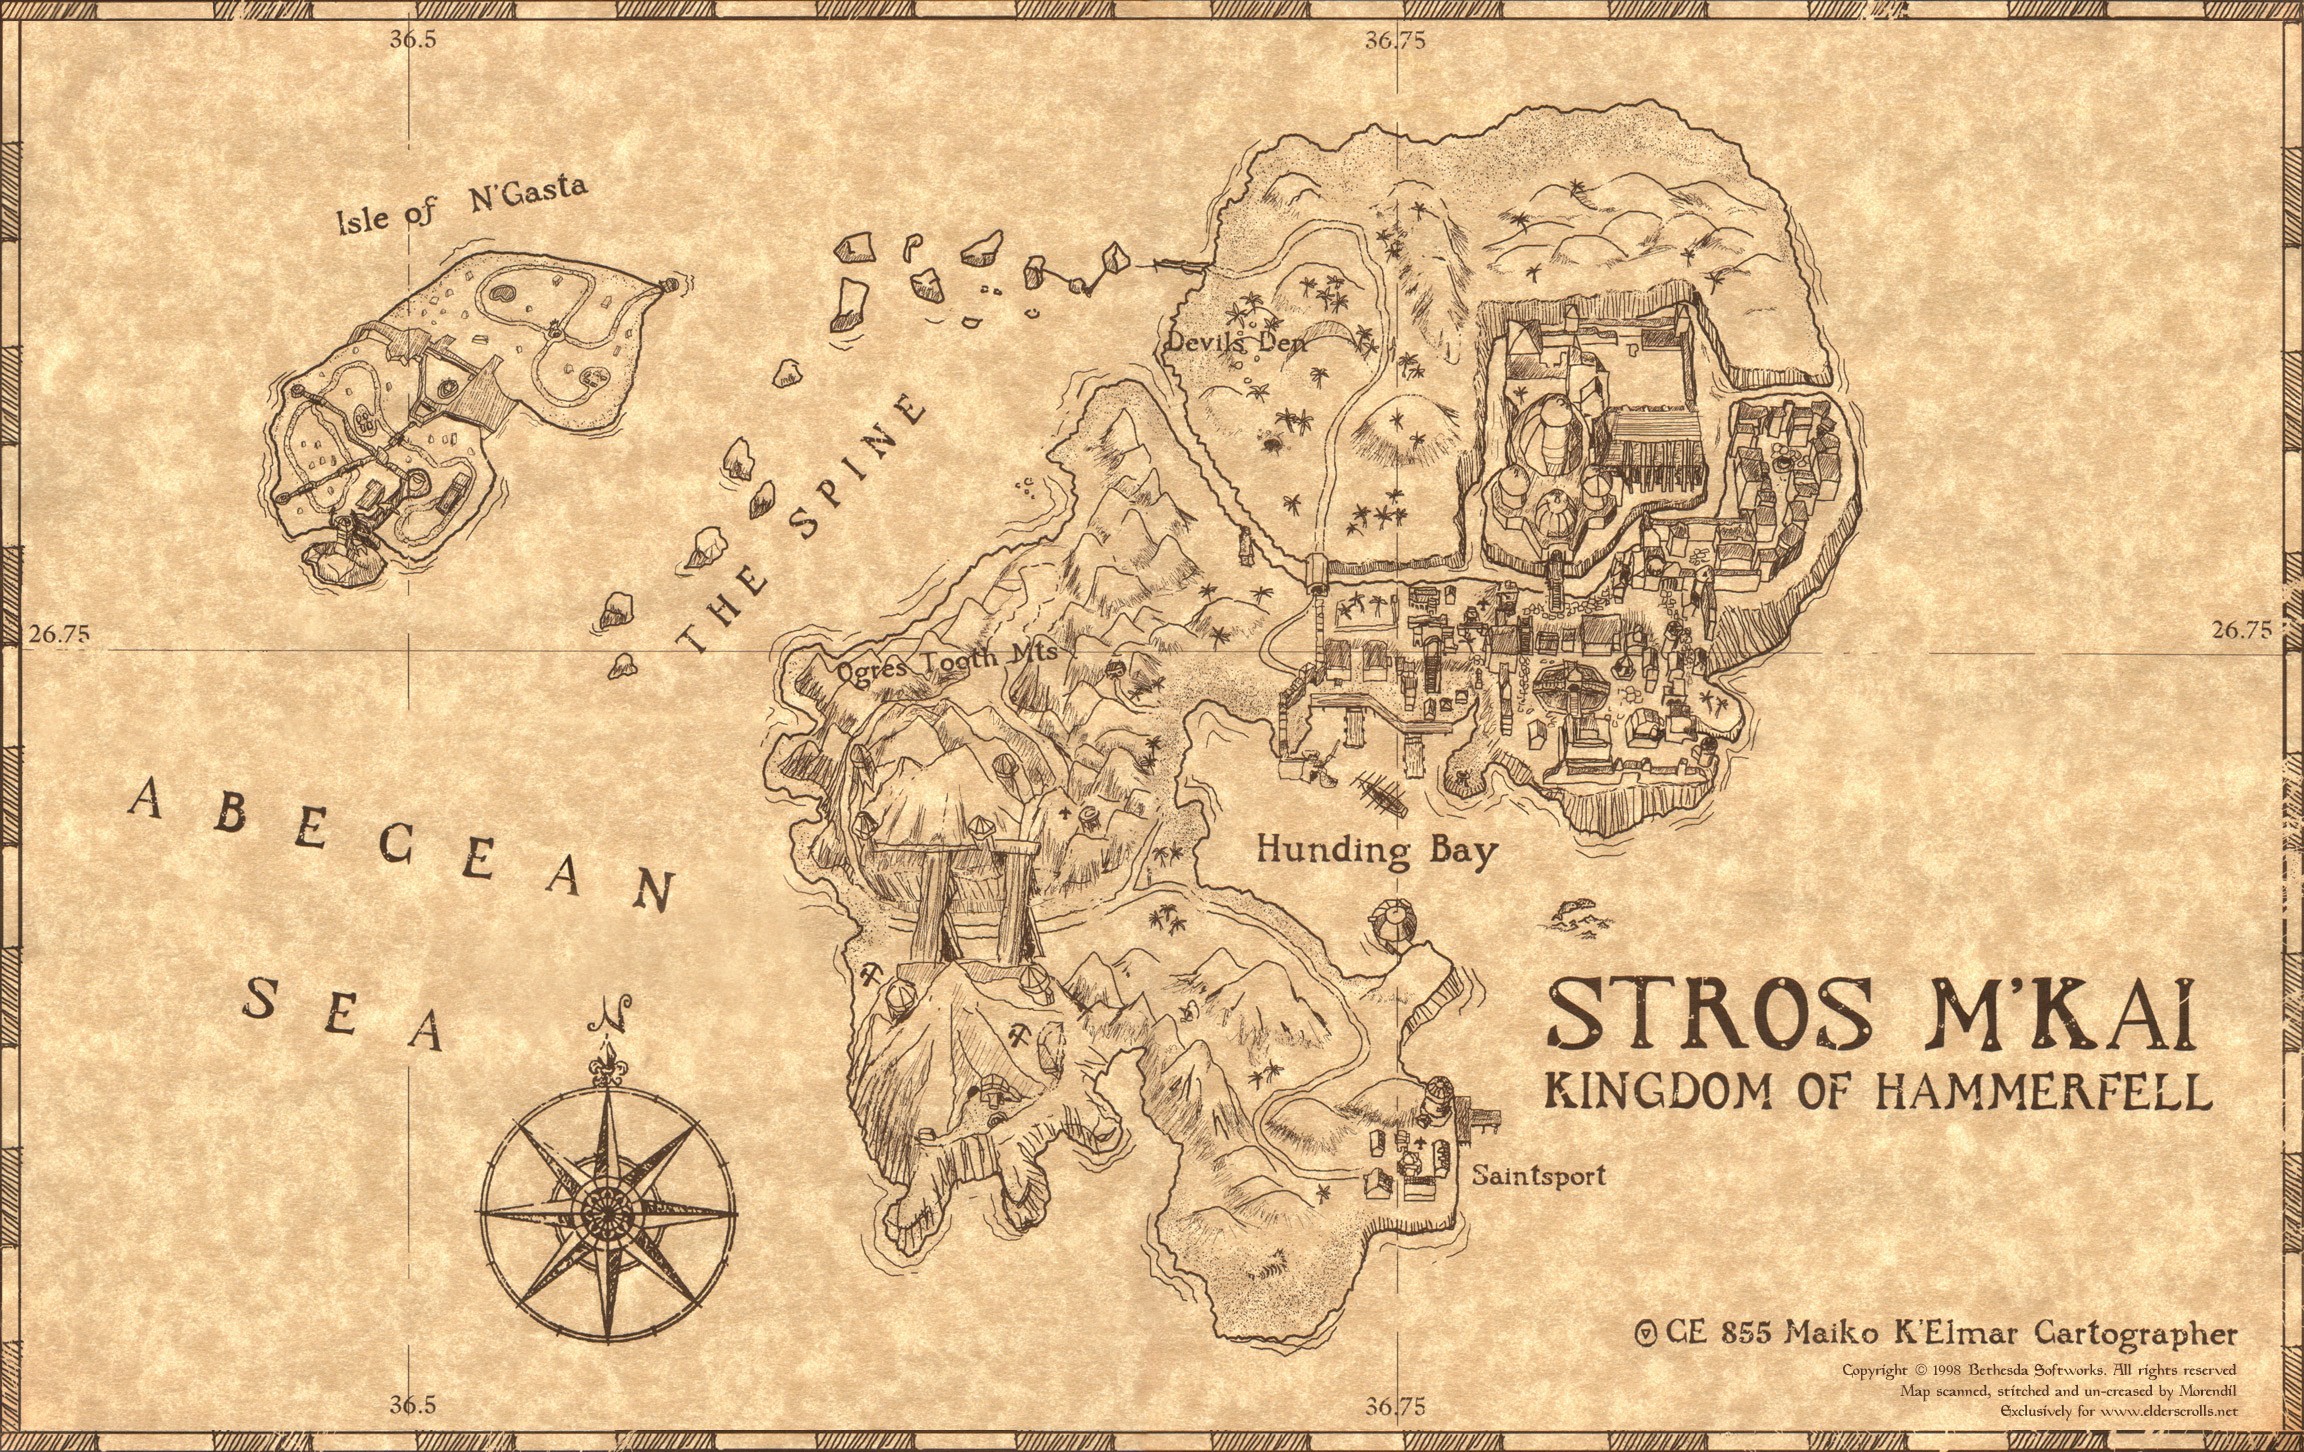 36.5
36.75
Isle of N'Gasta
Devils Den
THE SPINE
26.75
26.75
Ogres Tooth Mts
ABECEAN
SEA
Hunding Bay
N
STROS M'KAI
KINGDOM OF HAMMERFELL
Saintsport
CE 855 Maiko K'Elmar Cartographer
Copyright © 1998 Bethesda Softworks. All rights reserved
Map scanned, stitched and un-creased by Morendil
Exclusively for www.elderscrolls.net
36.5
36.75